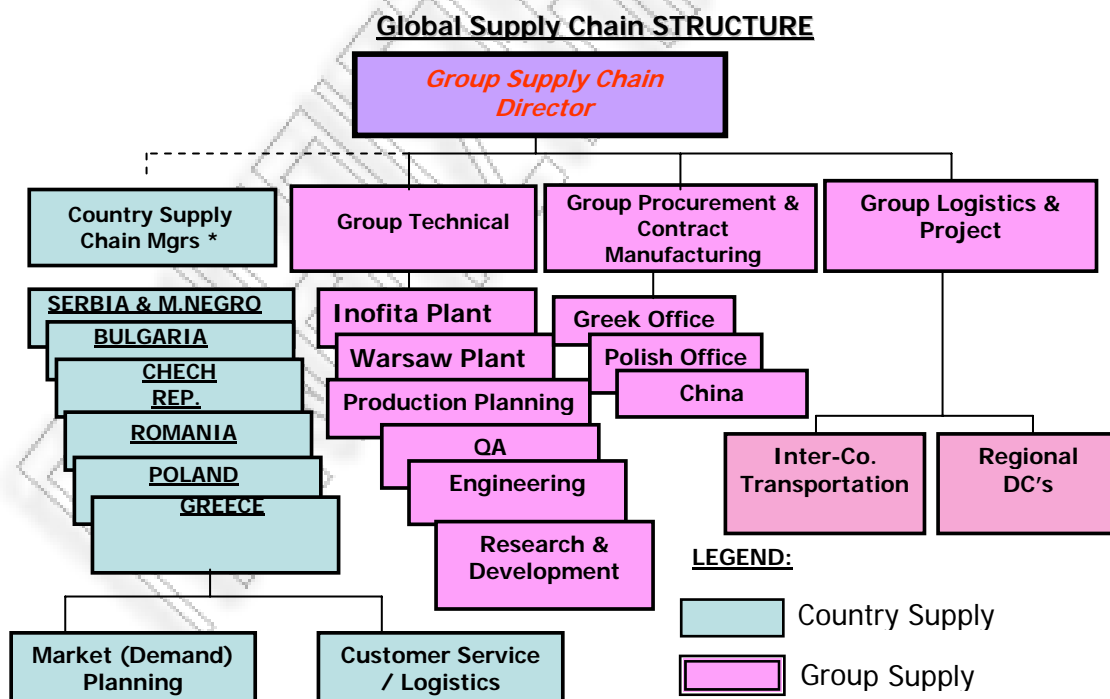 Global Supply Chain STRUCTURE
Group Supply Chain
Director
Country Supply
Chain Mgrs *
Group Technical
Group Procurement &
Contract
Manufacturing
Group Logistics &
Project
SERBIA & M.NEGRO
BULGARIA
CHECH
REP.
ROMANIA
POLAND
GREECE
Inofita Plant
Warsaw Plant
Production Planning
QA
Engineering
Research &
Development
Greek Office
Polish Office
China
Inter-Co.
Transportation
Regional
DC's
Market (Demand)
Planning
Customer Service
/ Logistics
LEGEND:
Country Supply
Group Supply